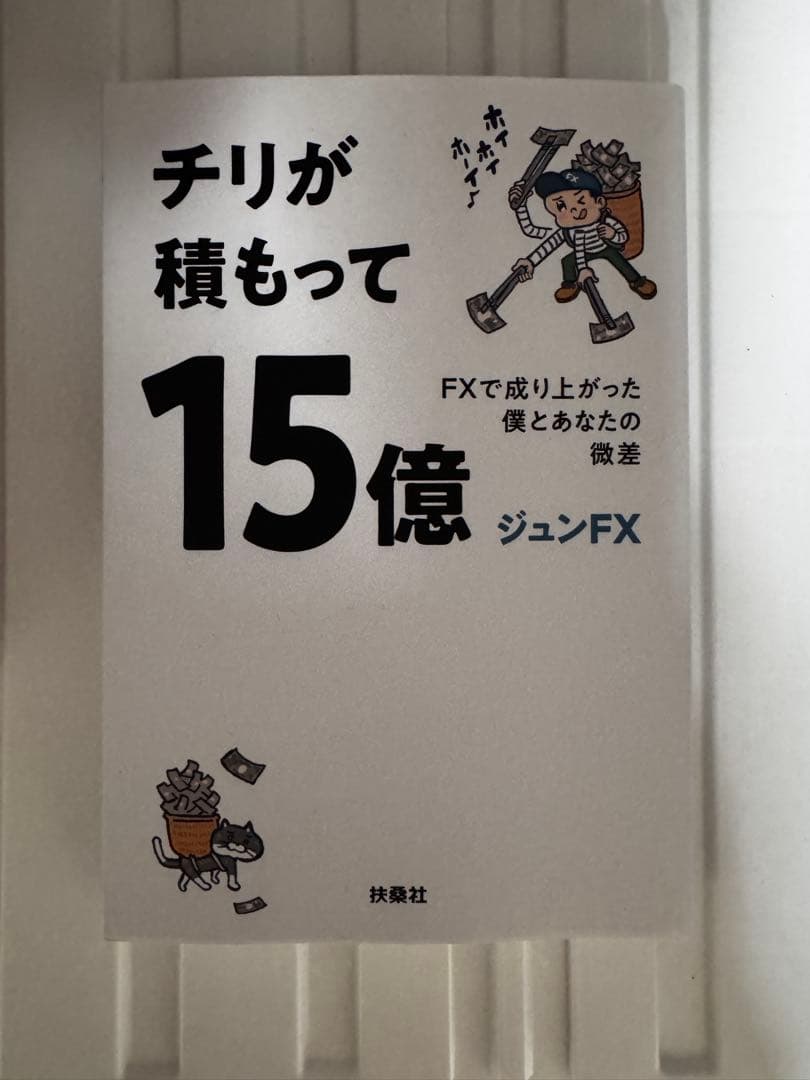 チリが
積もって
15億
ホイ
ホイ
ホーイ♪
FX
FXで成り上がった
僕とあなたの
微差
ジュンFX
扶桑社